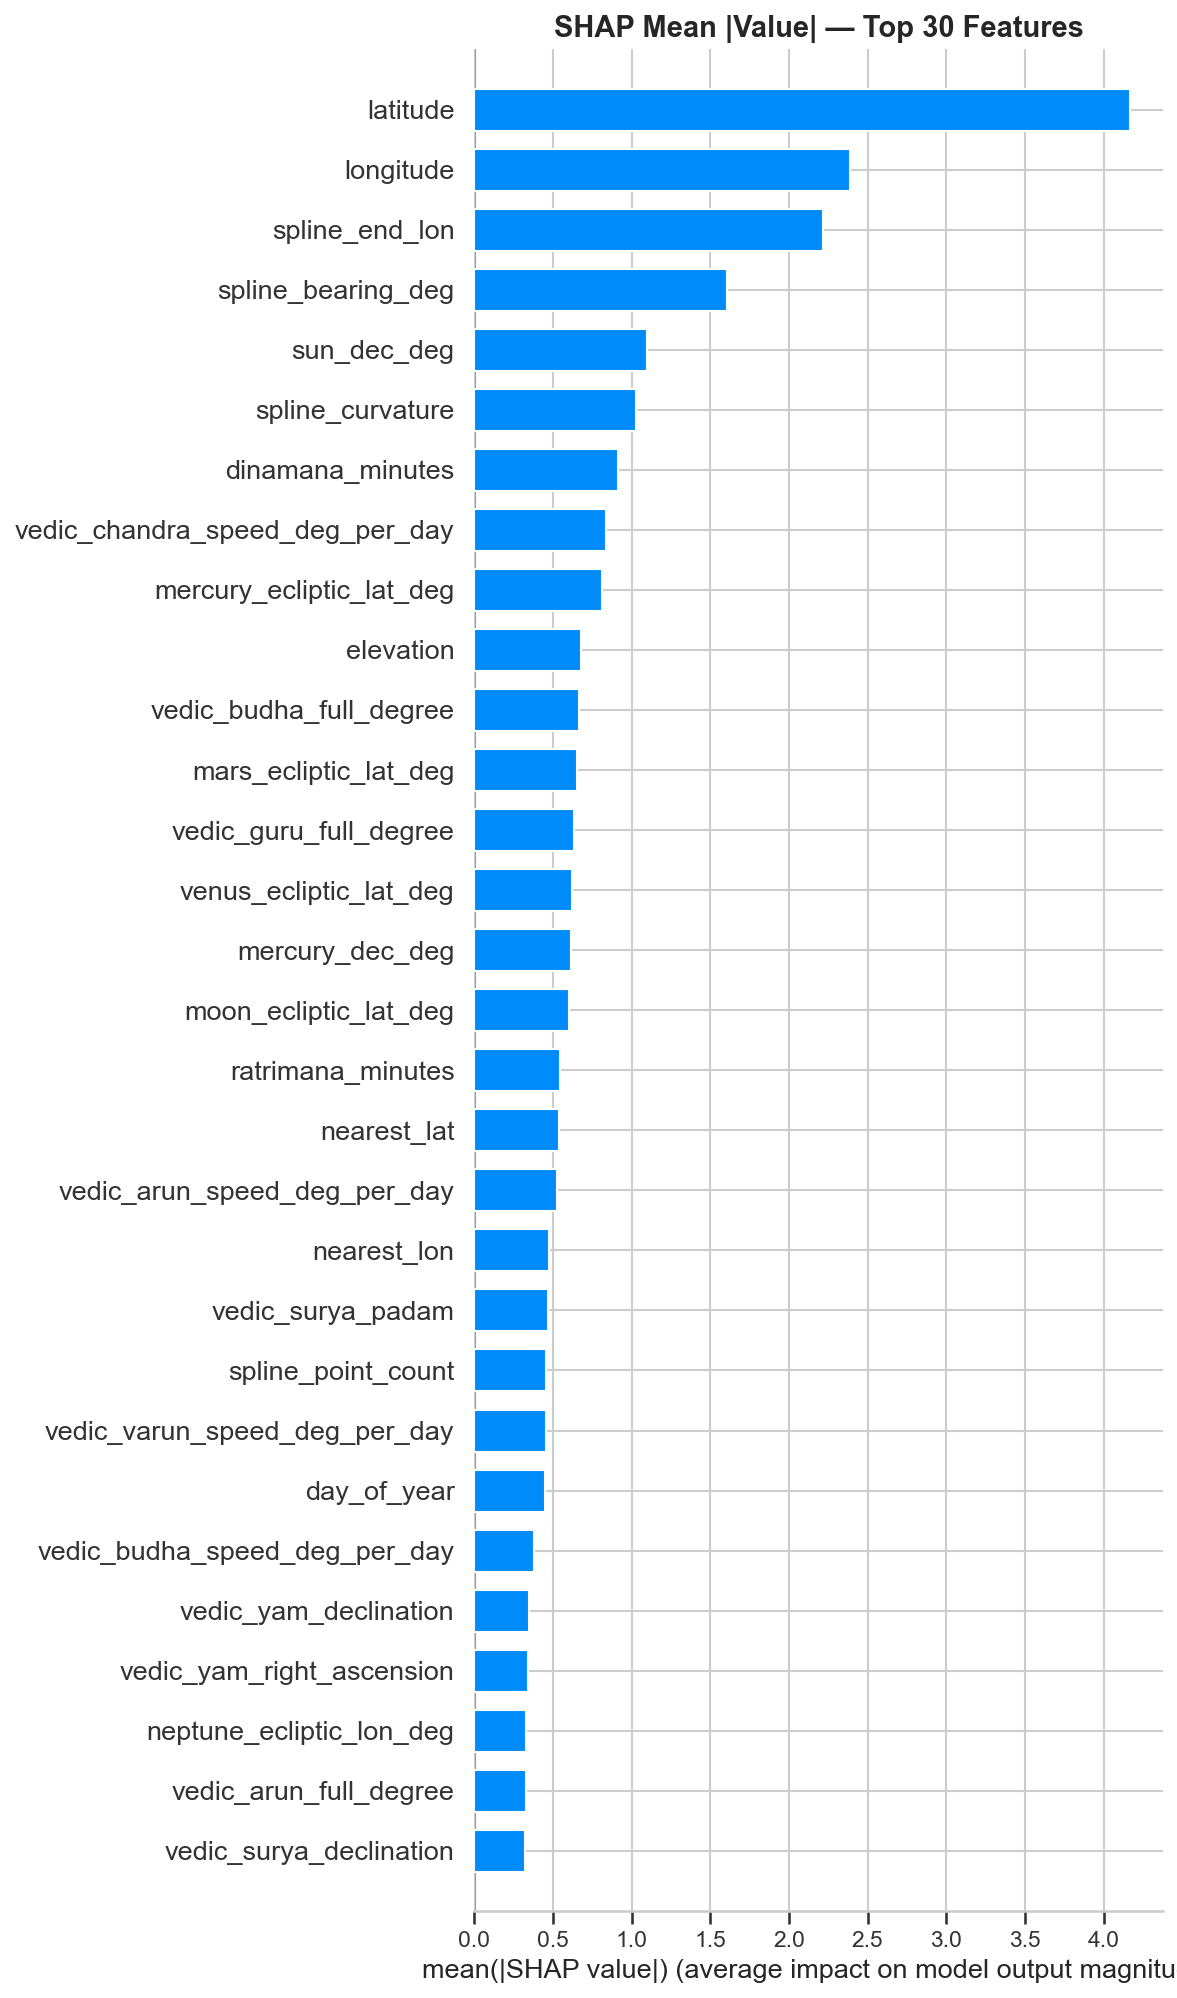 SHAP Mean |Value| — Top 30 Features
latitude
longitude
spline_end_lon
spline_bearing_deg
sun_dec_deg
spline_curvature
dinamana_minutes
vedic_chandra_speed_deg_per_day
mercury_ecliptic_lat_deg
elevation
vedic_budha_full_degree
mars_ecliptic_lat_deg
vedic_guru_full_degree
venus_ecliptic_lat_deg
mercury_dec_deg
moon_ecliptic_lat_deg
ratrimana_minutes
nearest_lat
vedic_arun_speed_deg_per_day
nearest_lon
vedic_surya_padam
spline_point_count
vedic_varun_speed_deg_per_day
day_of_year
vedic_budha_speed_deg_per_day
vedic_yam_declination
vedic_yam_right_ascension
neptune_ecliptic_lon_deg
vedic_arun_full_degree
vedic_surya_declination
0.0 0.5 1.0 1.5 2.0 2.5 3.0 3.5 4.0
mean(|SHAP value|) (average impact on model output magnitu